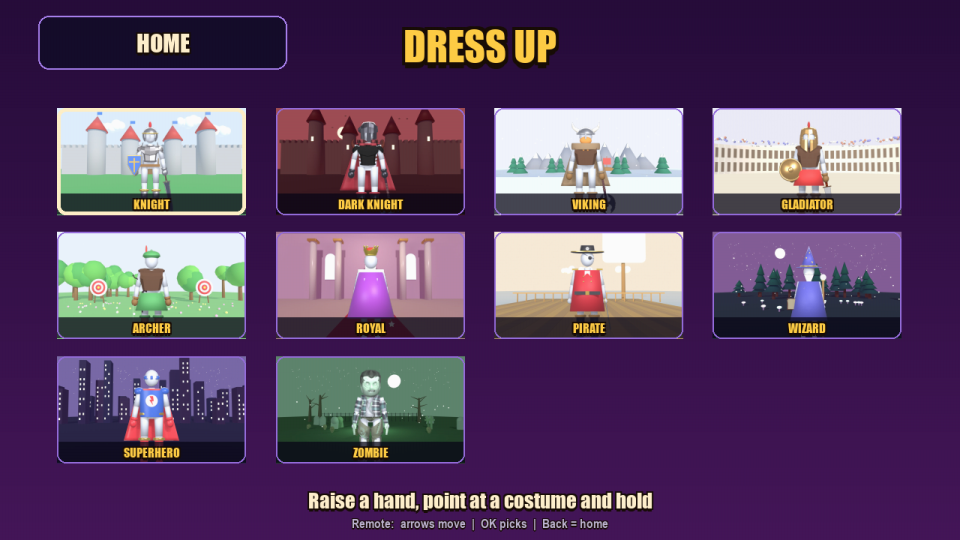 HOME
DRESS UP
KNIGHT
DARK KNIGHT
VIKING
GLADIATOR
ARCHER
ROYAL
PIRATE
WIZARD
SUPERHERO
ZOMBIE
Raise a hand, point at a costume and hold
Remote: arrows move | OK picks | Back = home